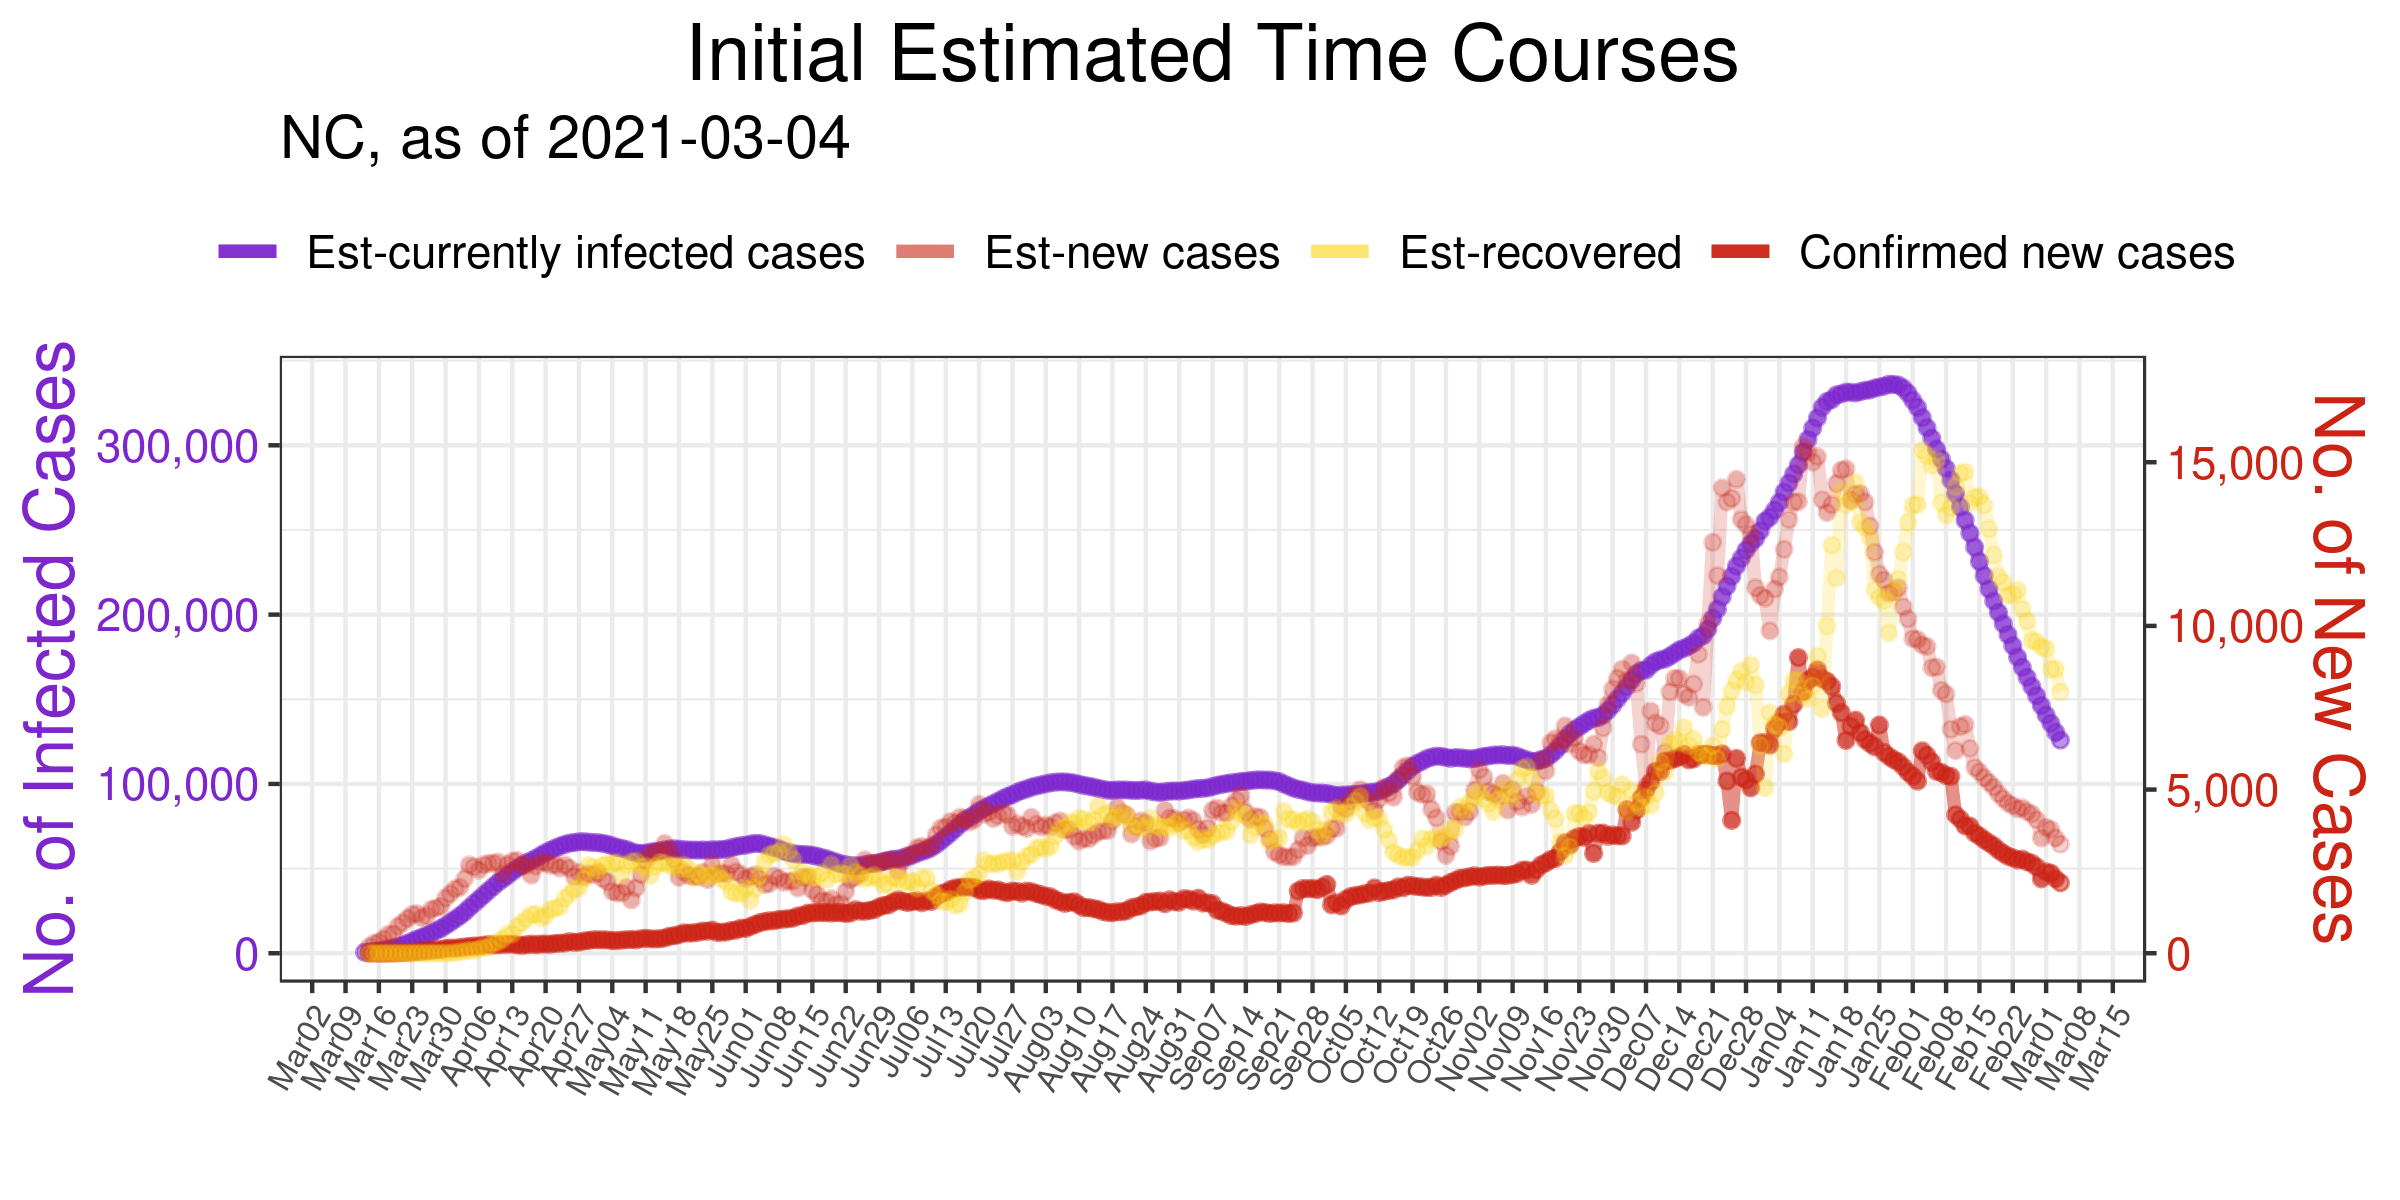 Initial Estimated Time Courses
NC, as of 2021-03-04
Est-currently infected cases
Est-new cases
Est-recovered
Confirmed new cases
No. of Infected Cases
300,000
200,000
100,000
0
15,000
10,000
5,000
0
No. of New Cases
Mar02
Mar09
Mar16
Mar23
Mar30
Apr06
Apr13
Apr20
Apr27
May04
May11
May18
May25
Jun01
Jun08
Jun15
Jun22
Jun29
Jul06
Jul13
Jul20
Jul27
Aug03
Aug10
Aug17
Aug24
Aug31
Sep07
Sep14
Sep21
Sep28
Oct05
Oct12
Oct19
Oct26
Nov02
Nov09
Nov16
Nov23
Nov30
Dec07
Dec14
Dec21
Dec28
Jan04
Jan11
Jan18
Jan25
Feb01
Feb08
Feb15
Feb22
Mar01
Mar08
Mar15